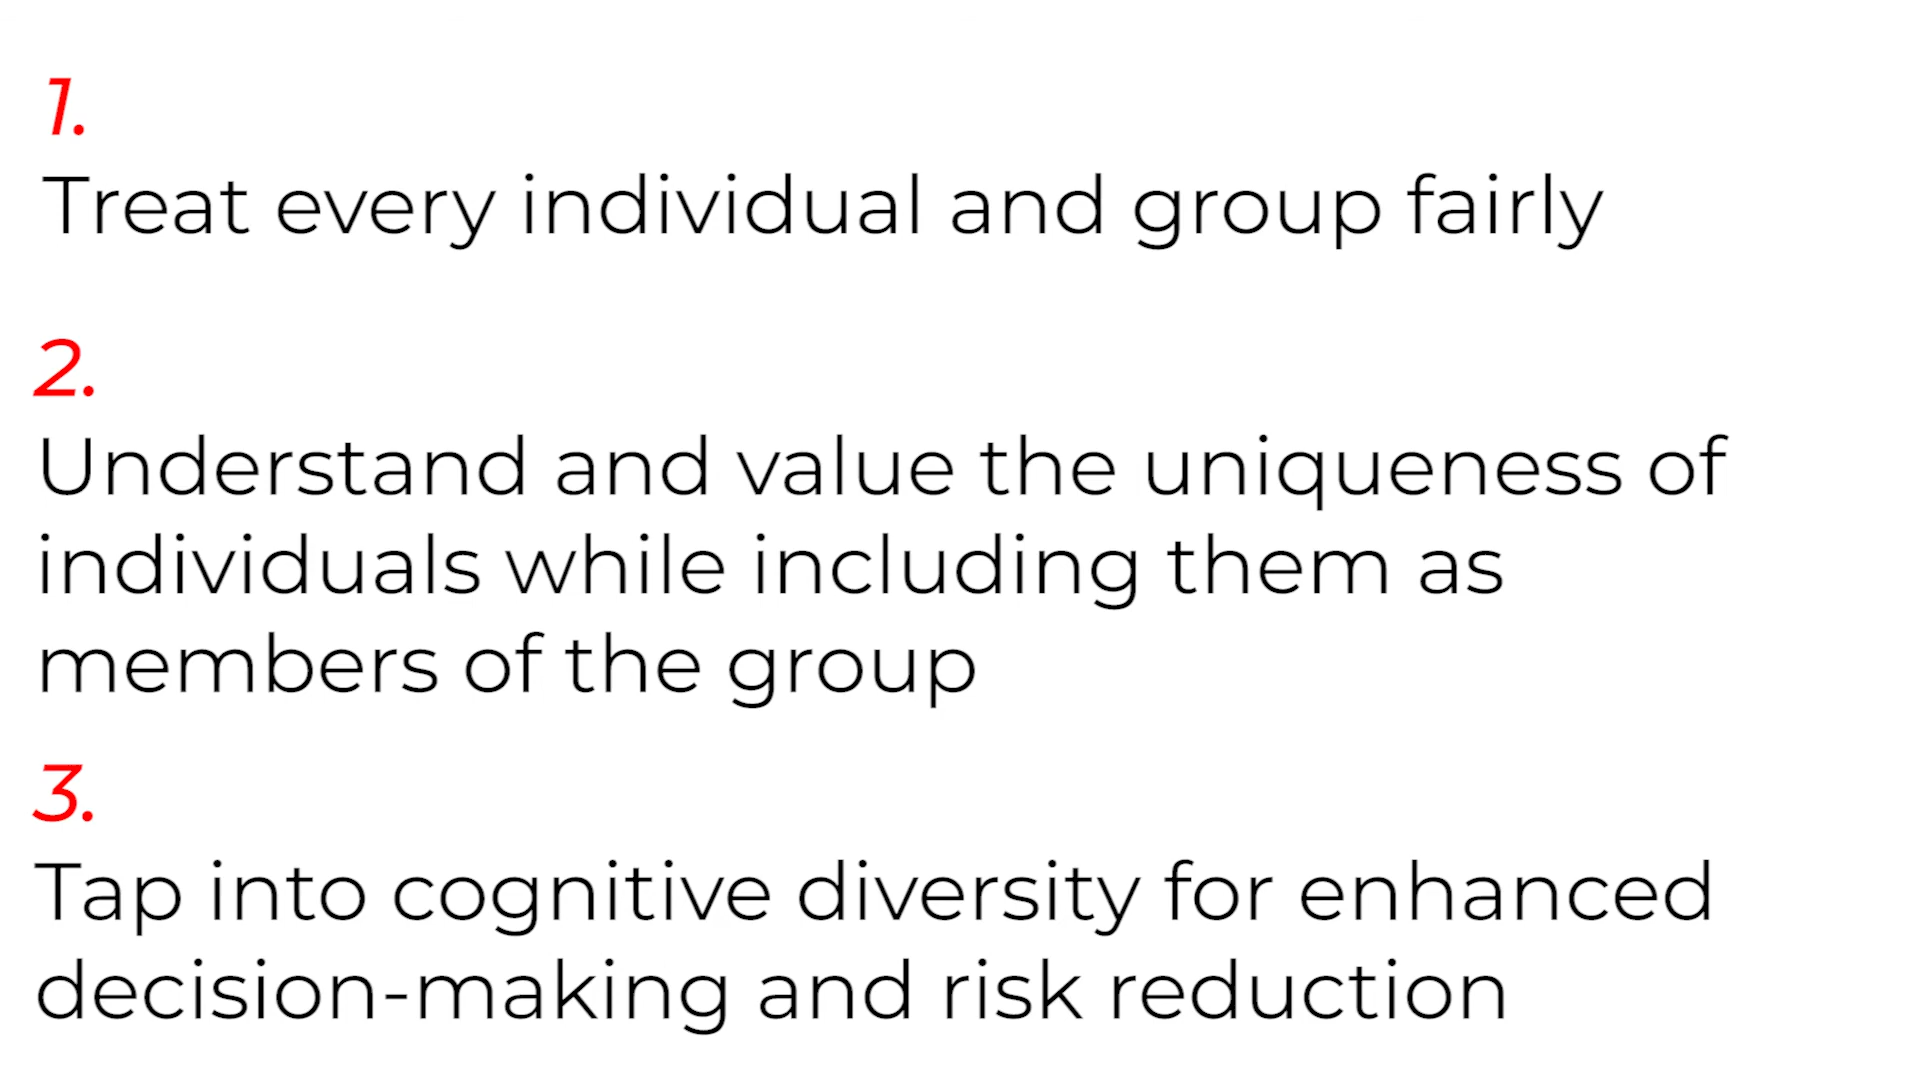 1.
Treat every individual and group fairly
2.
Understand and value the uniqueness of
individuals while including them as
members of the group
3.
Tap into cognitive diversity for enhanced
decision-making and risk reduction